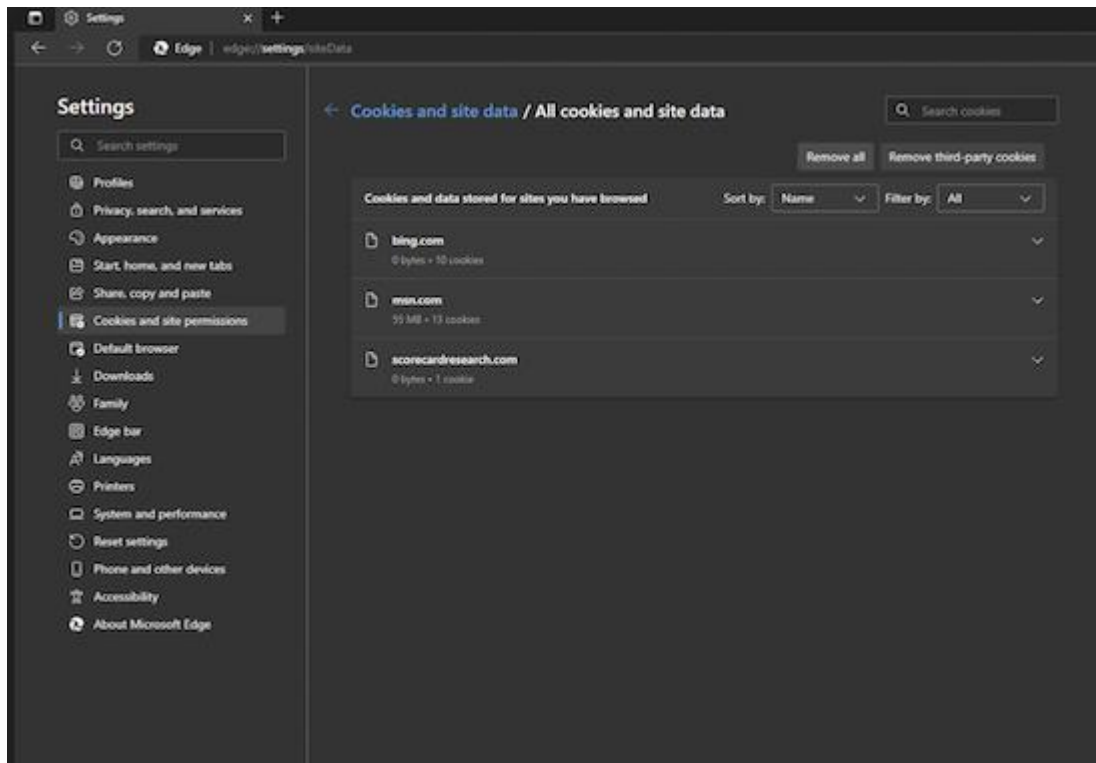 Settings
Edge | edge://settings/siteData
Settings
Search settings
Profiles
Privacy, search, and services
Appearance
Start, home, and new tabs
Share, copy and paste
Cookies and site permissions
Default browser
Downloads
Family
Edge bar
Languages
Printers
System and performance
Reset settings
Phone and other devices
Accessibility
About Microsoft Edge
Cookies and site data / All cookies and site data
Search cookies
Remove all Remove third-party cookies
Cookies and data stored for sites you have browsed Sort by: Name Filter by: All
bing.com
0 bytes • 10 cookies
msn.com
MB • 13 cookies
scorecardresearch.com
0 bytes • 1 cookie